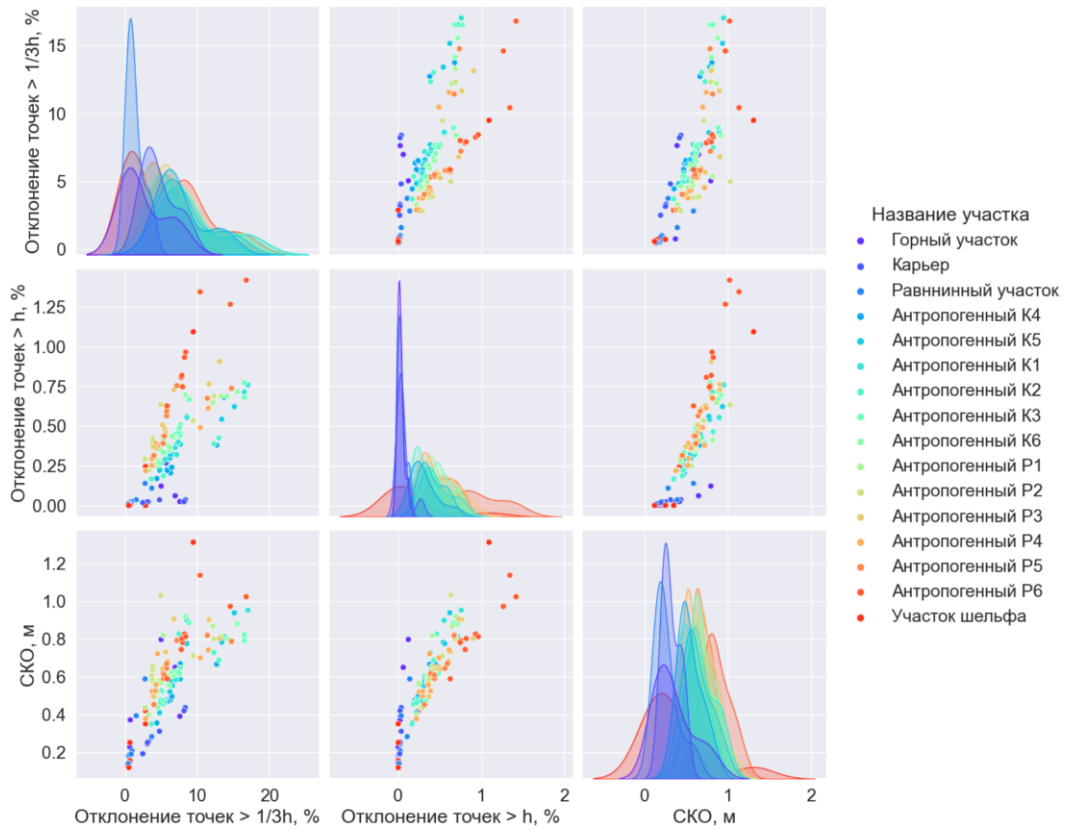 Отклонение точек > 1/3h, %
15
10
5
0
Отклонение точек > h, %
1.25
1.00
0.75
0.50
0.25
0.00
СКО, м
1.2
1.0
0.8
0.6
0.4
0.2
0 10 20
0 1 2
0 1 2
Отклонение точек > 1/3h, %
Отклонение точек > h, %
СКО, м
Название участка
Горный участок
Карьер
Равннинный участок
Антропогенный К4
Антропогенный К5
Антропогенный К1
Антропогенный К2
Антропогенный К3
Антропогенный К6
Антропогенный Р1
Антропогенный Р2
Антропогенный Р3
Антропогенный Р4
Антропогенный Р5
Антропогенный Р6
Участок шельфа